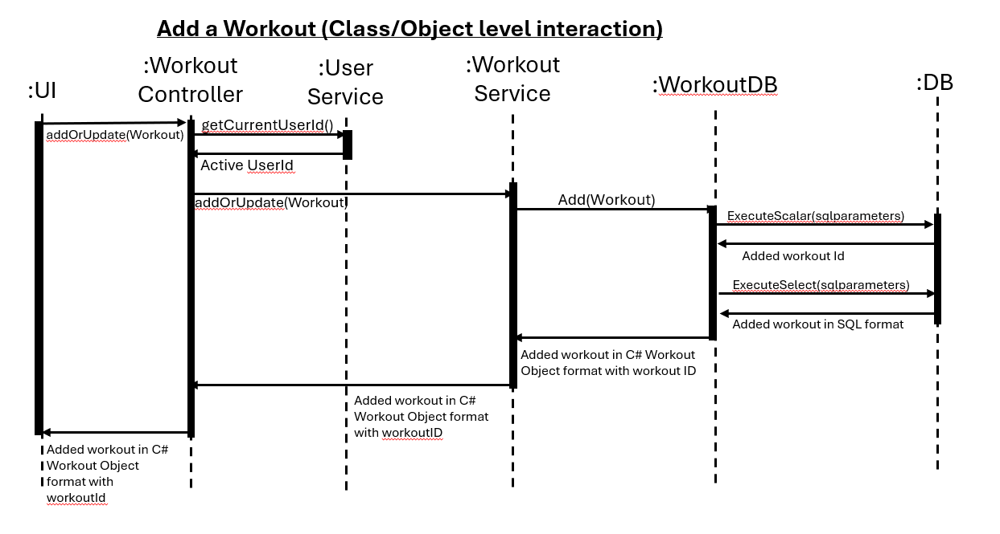 Add a Workout (Class/Object level interaction)
:UI
:Workout
Controller
:User
Service
:Workout
Service
:WorkoutDB
:DB
addOrUpdate(Workout)
getCurrentUserId()
Active UserId
addOrUpdate(Workout)
Add(Workout)
ExecuteScalar(sqlparameters)
Added workout Id
ExecuteSelect(sqlparameters)
Added workout in SQL format
Added workout in C# Workout
Object format with workout ID
Added workout in C#
Workout Object format
with workoutID
Added workout in C#
Workout Object
format with
workoutId